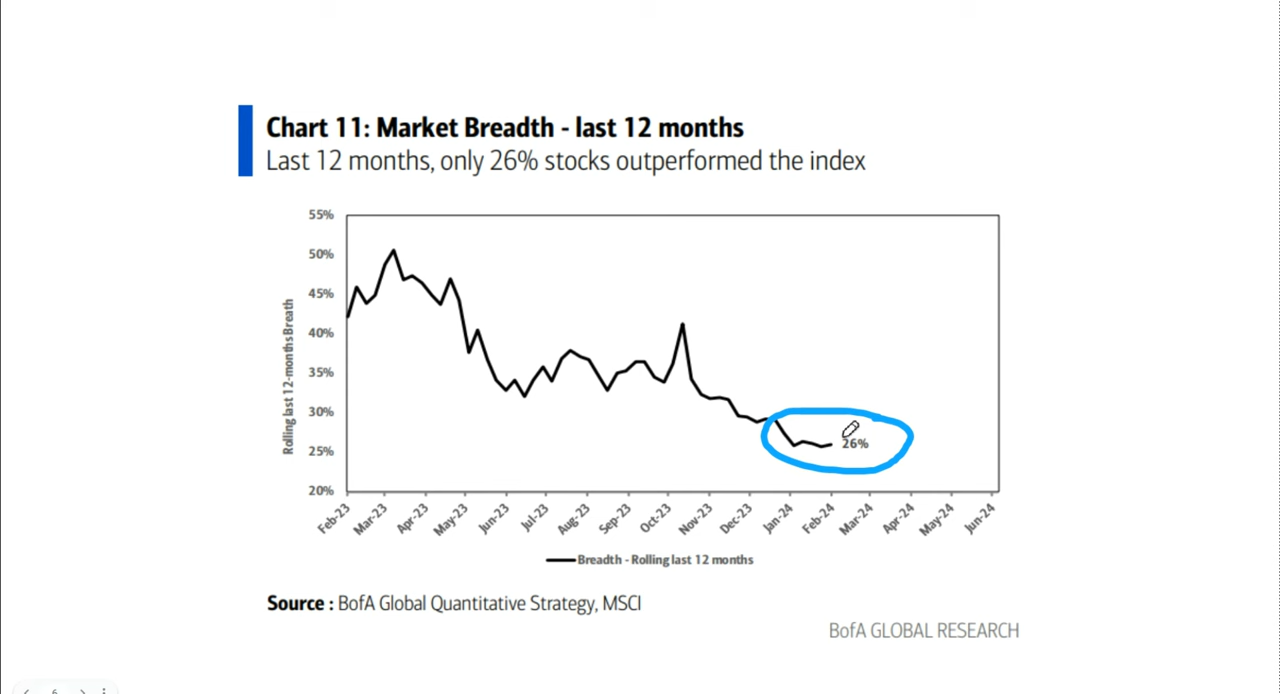 Chart 11: Market Breadth - last 12 months
Last 12 months, only 26% stocks outperformed the index
55%
50%
45%
40%
35%
30%
25%
20%
Rolling last 12-months Breath
26%
Feb-23
Mar-23
Apr-23
May-23
Jun-23
Jul-23
Aug-23
Sep-23
Oct-23
Nov-23
Dec-23
Jan-24
Feb-24
Mar-24
Apr-24
May-24
Jun-24
Breadth - Rolling last 12 months
Source : BofA Global Quantitative Strategy, MSCI
BofA GLOBAL RESEARCH
6